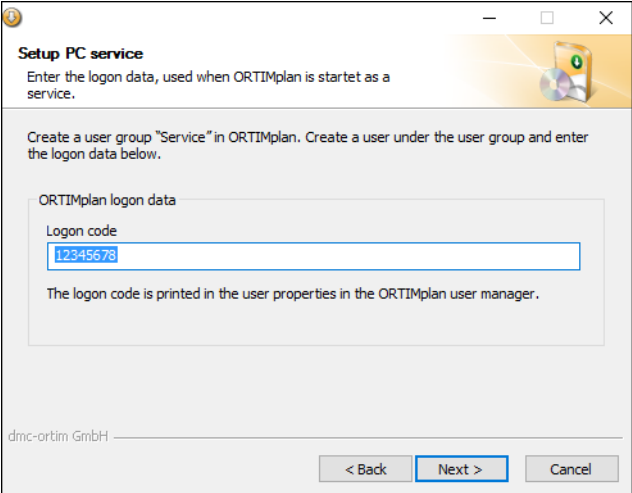 Setup PC service
Enter the logon data, used when ORTIMplan is startet as a
service.
Create a user group “Service” in ORTIMplan. Create a user under the user group and enter
the logon data below.
ORTIMplan logon data
Logon code
12345678
The logon code is printed in the user properties in the ORTIMplan user manager.
dmc-ortim GmbH
< Back Next > Cancel